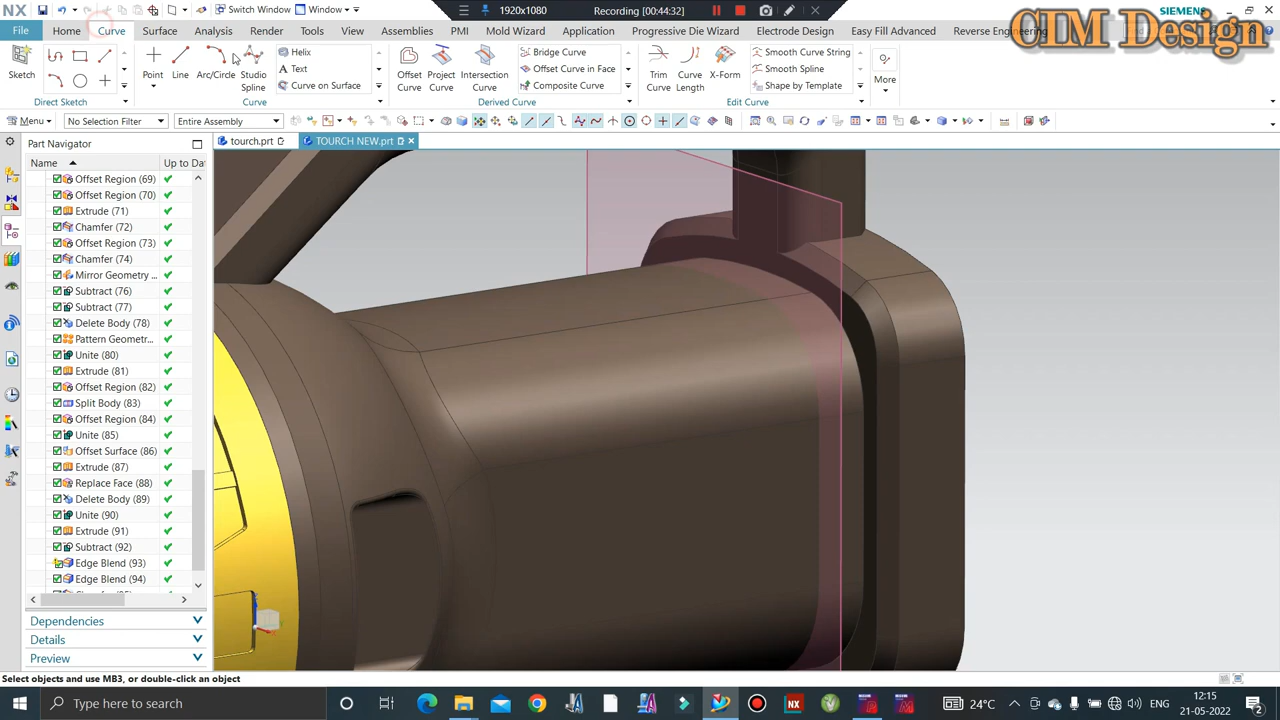 NX
Switch Window
Window
1920x1080
Recording [00:44:32]
SIEMENS
CIM Design
File
Home
Curve
Surface
Analysis
Render
Tools
View
Assemblies
PMI
Mold Wizard
Application
Progressive Die Wizard
Electrode Design
Easy Fill Advanced
Reverse Engineering
Sketch
Direct Sketch
Point
Line
Arc/Circle
Studio Spline
Helix
Text
Curve on Surface
Curve
Offset Curve
Project Curve
Intersection Curve
Bridge Curve
Offset Curve in Face
Composite Curve
Derived Curve
Trim Curve
Curve Length
X-Form
Smooth Curve String
Smooth Spline
Shape by Template
Edit Curve
More
Menu
No Selection Filter
Entire Assembly
Part Navigator
tourch.prt
TOURCH NEW.prt
Name
Up to Da
Offset Region (69)
Offset Region (70)
Extrude (71)
Chamfer (72)
Offset Region (73)
Chamfer (74)
Mirror Geometry ...
Subtract (76)
Subtract (77)
Delete Body (78)
Pattern Geometr...
Unite (80)
Extrude (81)
Offset Region (82)
Split Body (83)
Offset Region (84)
Unite (85)
Offset Surface (86)
Extrude (87)
Replace Face (88)
Delete Body (89)
Unite (90)
Extrude (91)
Subtract (92)
Edge Blend (93)
Edge Blend (94)
Dependencies
Details
Preview
Select objects and use MB3, or double-click an object
Type here to search
24°C
ENG
12:15
21-05-2022
2